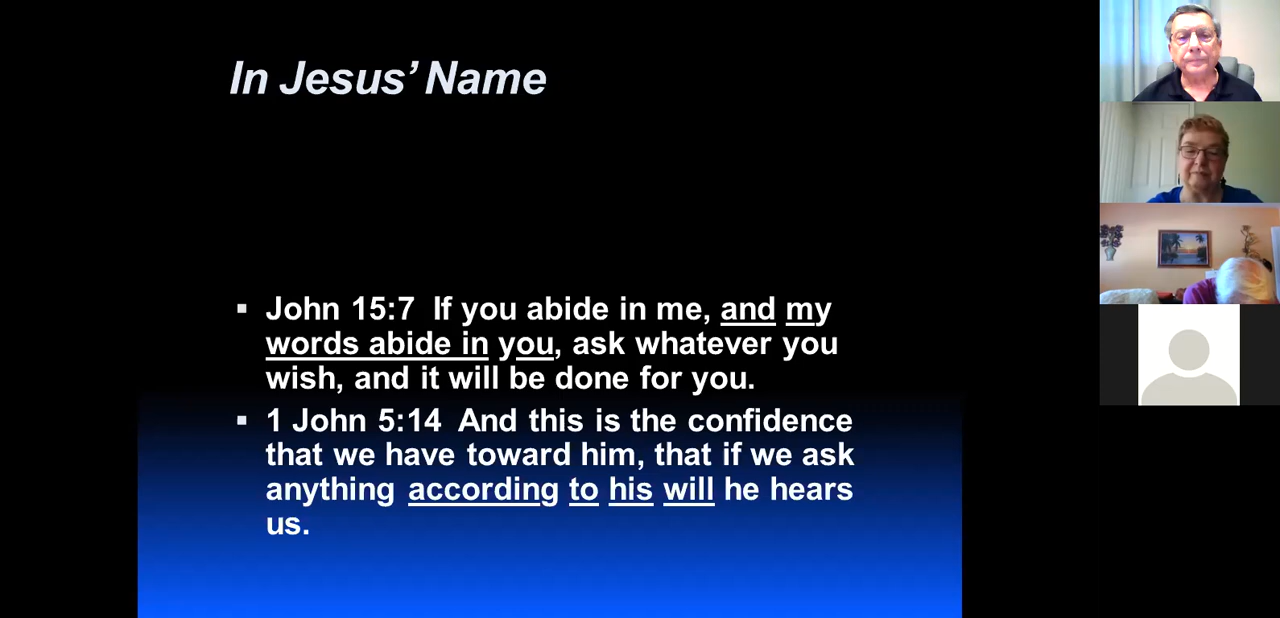 In Jesus’ Name
▪ John 15:7  If you abide in me, and my
words abide in you, ask whatever you
wish, and it will be done for you.
▪ 1 John 5:14  And this is the confidence
that we have toward him, that if we ask
anything according to his will he hears
us.